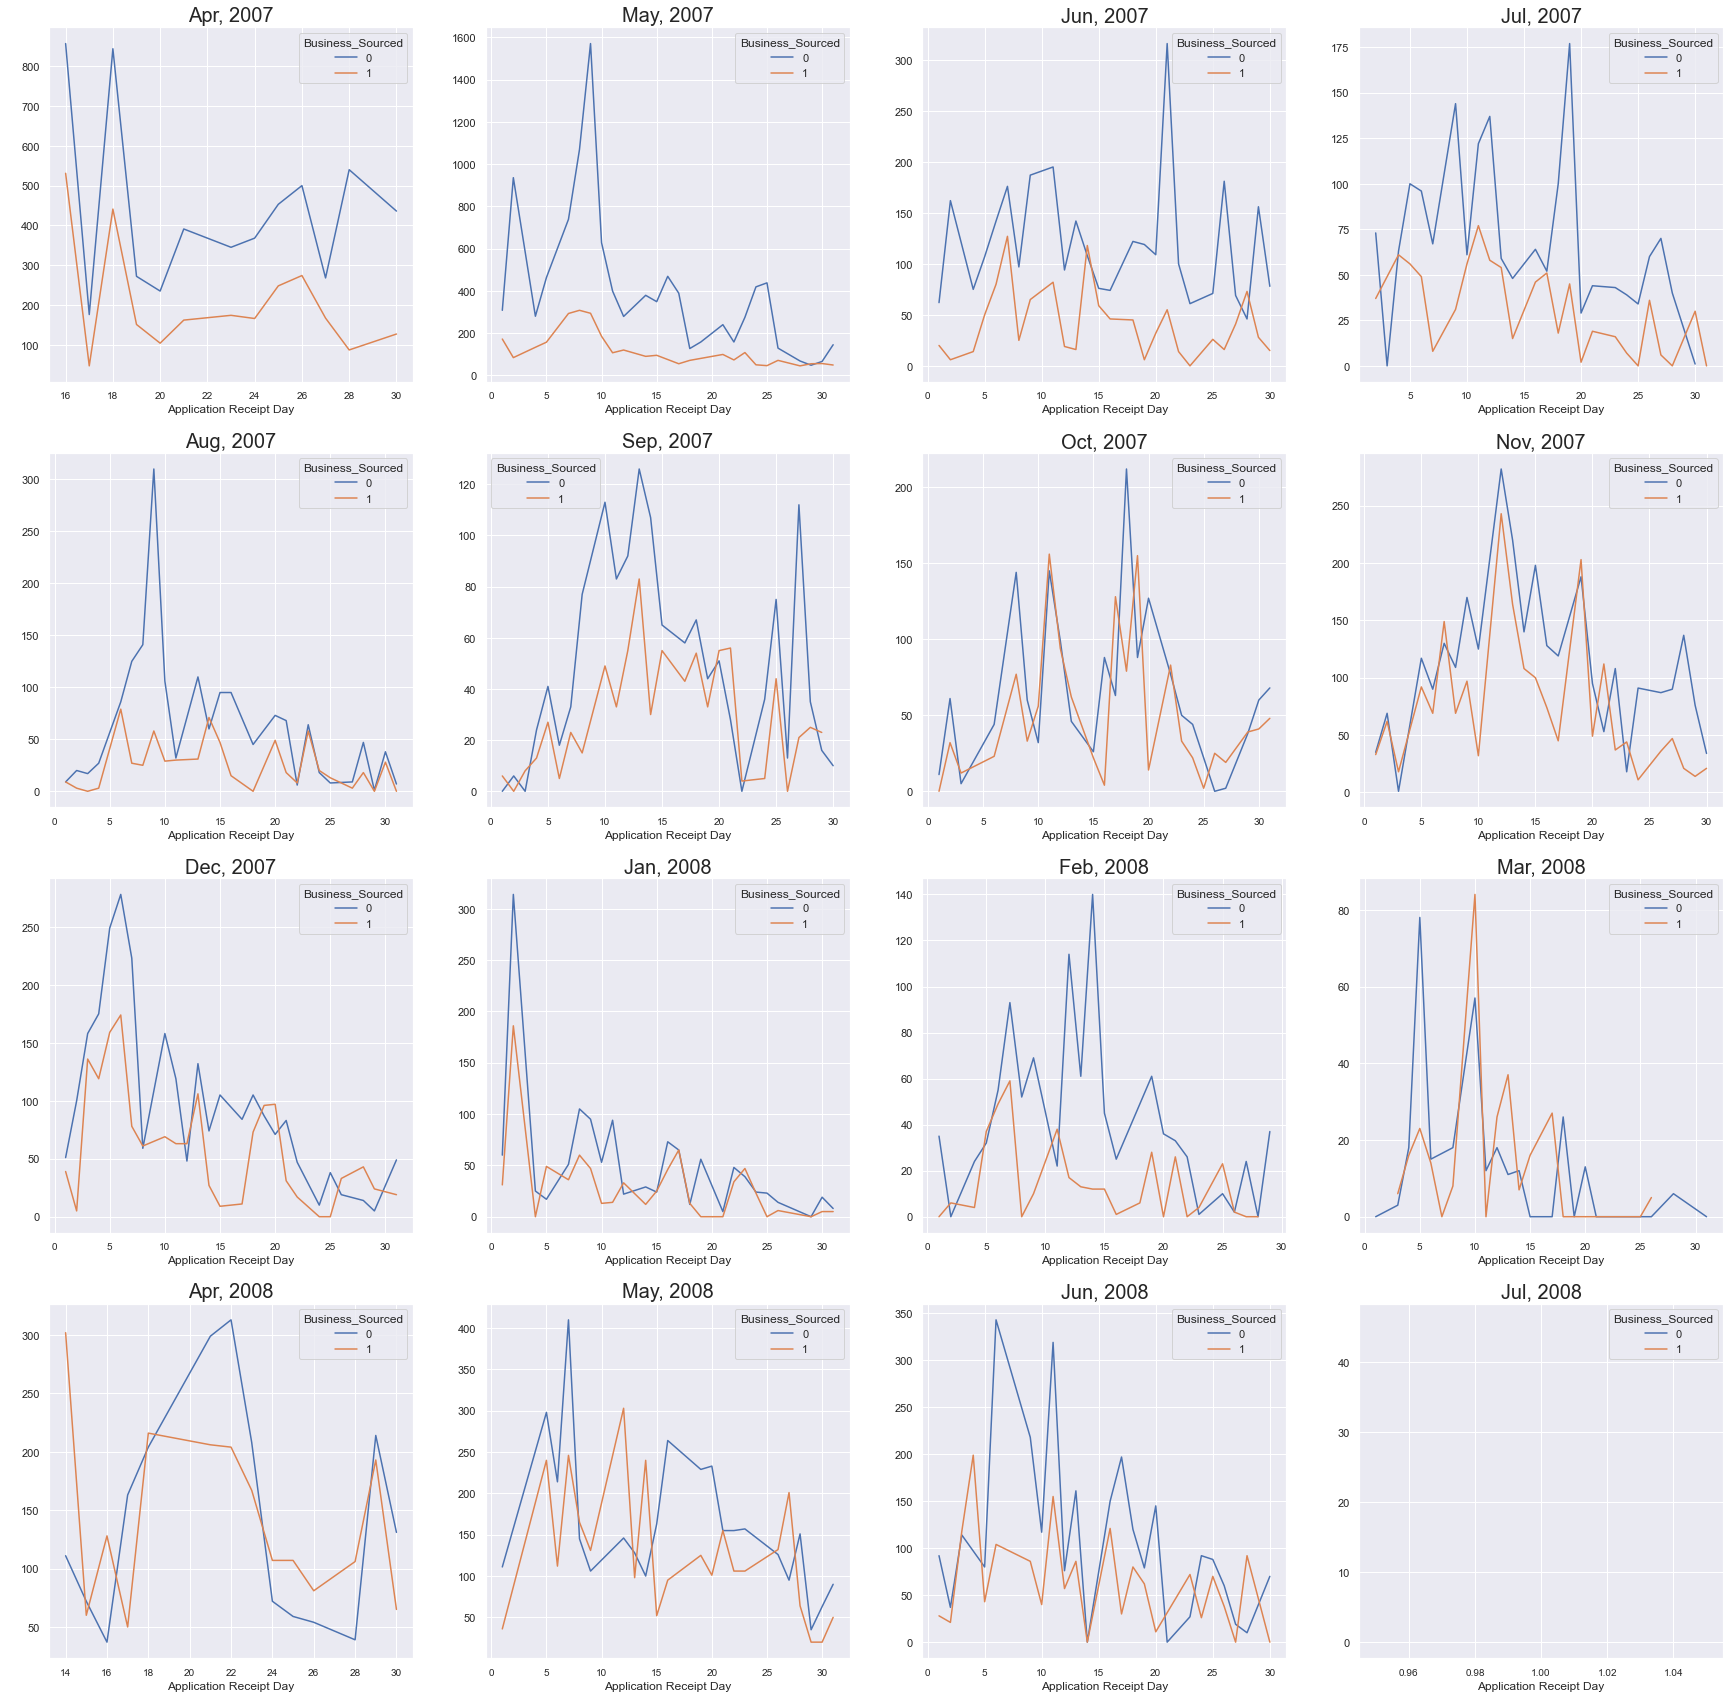 Apr, 2007
Business_Sourced
0
1
800
700
600
500
400
300
200
100
16 18 20 22 24 26 28 30
Application Receipt Day
May, 2007
Business_Sourced
0
1
1600
1400
1200
1000
800
600
400
200
0
0 5 10 15 20 25 30
Application Receipt Day
Jun, 2007
Business_Sourced
0
1
300
250
200
150
100
50
0
0 5 10 15 20 25 30
Application Receipt Day
Jul, 2007
Business_Sourced
0
1
175
150
125
100
75
50
25
0
5 10 15 20 25 30
Application Receipt Day
Aug, 2007
Business_Sourced
0
1
300
250
200
150
100
50
0
0 5 10 15 20 25 30
Application Receipt Day
Sep, 2007
Business_Sourced
0
1
120
100
80
60
40
20
0
0 5 10 15 20 25 30
Application Receipt Day
Oct, 2007
Business_Sourced
0
1
200
150
100
50
0
0 5 10 15 20 25 30
Application Receipt Day
Nov, 2007
Business_Sourced
0
1
250
200
150
100
50
0
0 5 10 15 20 25 30
Application Receipt Day
Dec, 2007
Business_Sourced
0
1
250
200
150
100
50
0
0 5 10 15 20 25 30
Application Receipt Day
Jan, 2008
Business_Sourced
0
1
300
250
200
150
100
50
0
0 5 10 15 20 25 30
Application Receipt Day
Feb, 2008
Business_Sourced
0
1
140
120
100
80
60
40
20
0
0 5 10 15 20 25 30
Application Receipt Day
Mar, 2008
Business_Sourced
0
1
80
60
40
20
0
0 5 10 15 20 25 30
Application Receipt Day
Apr, 2008
Business_Sourced
0
1
300
250
200
150
100
50
14 16 18 20 22 24 26 28 30
Application Receipt Day
May, 2008
Business_Sourced
0
1
400
350
300
250
200
150
100
50
0 5 10 15 20 25 30
Application Receipt Day
Jun, 2008
Business_Sourced
0
1
350
300
250
200
150
100
50
0
0 5 10 15 20 25 30
Application Receipt Day
Jul, 2008
Business_Sourced
0
1
40
30
20
10
0
0.96 0.98 1.00 1.02 1.04
Application Receipt Day